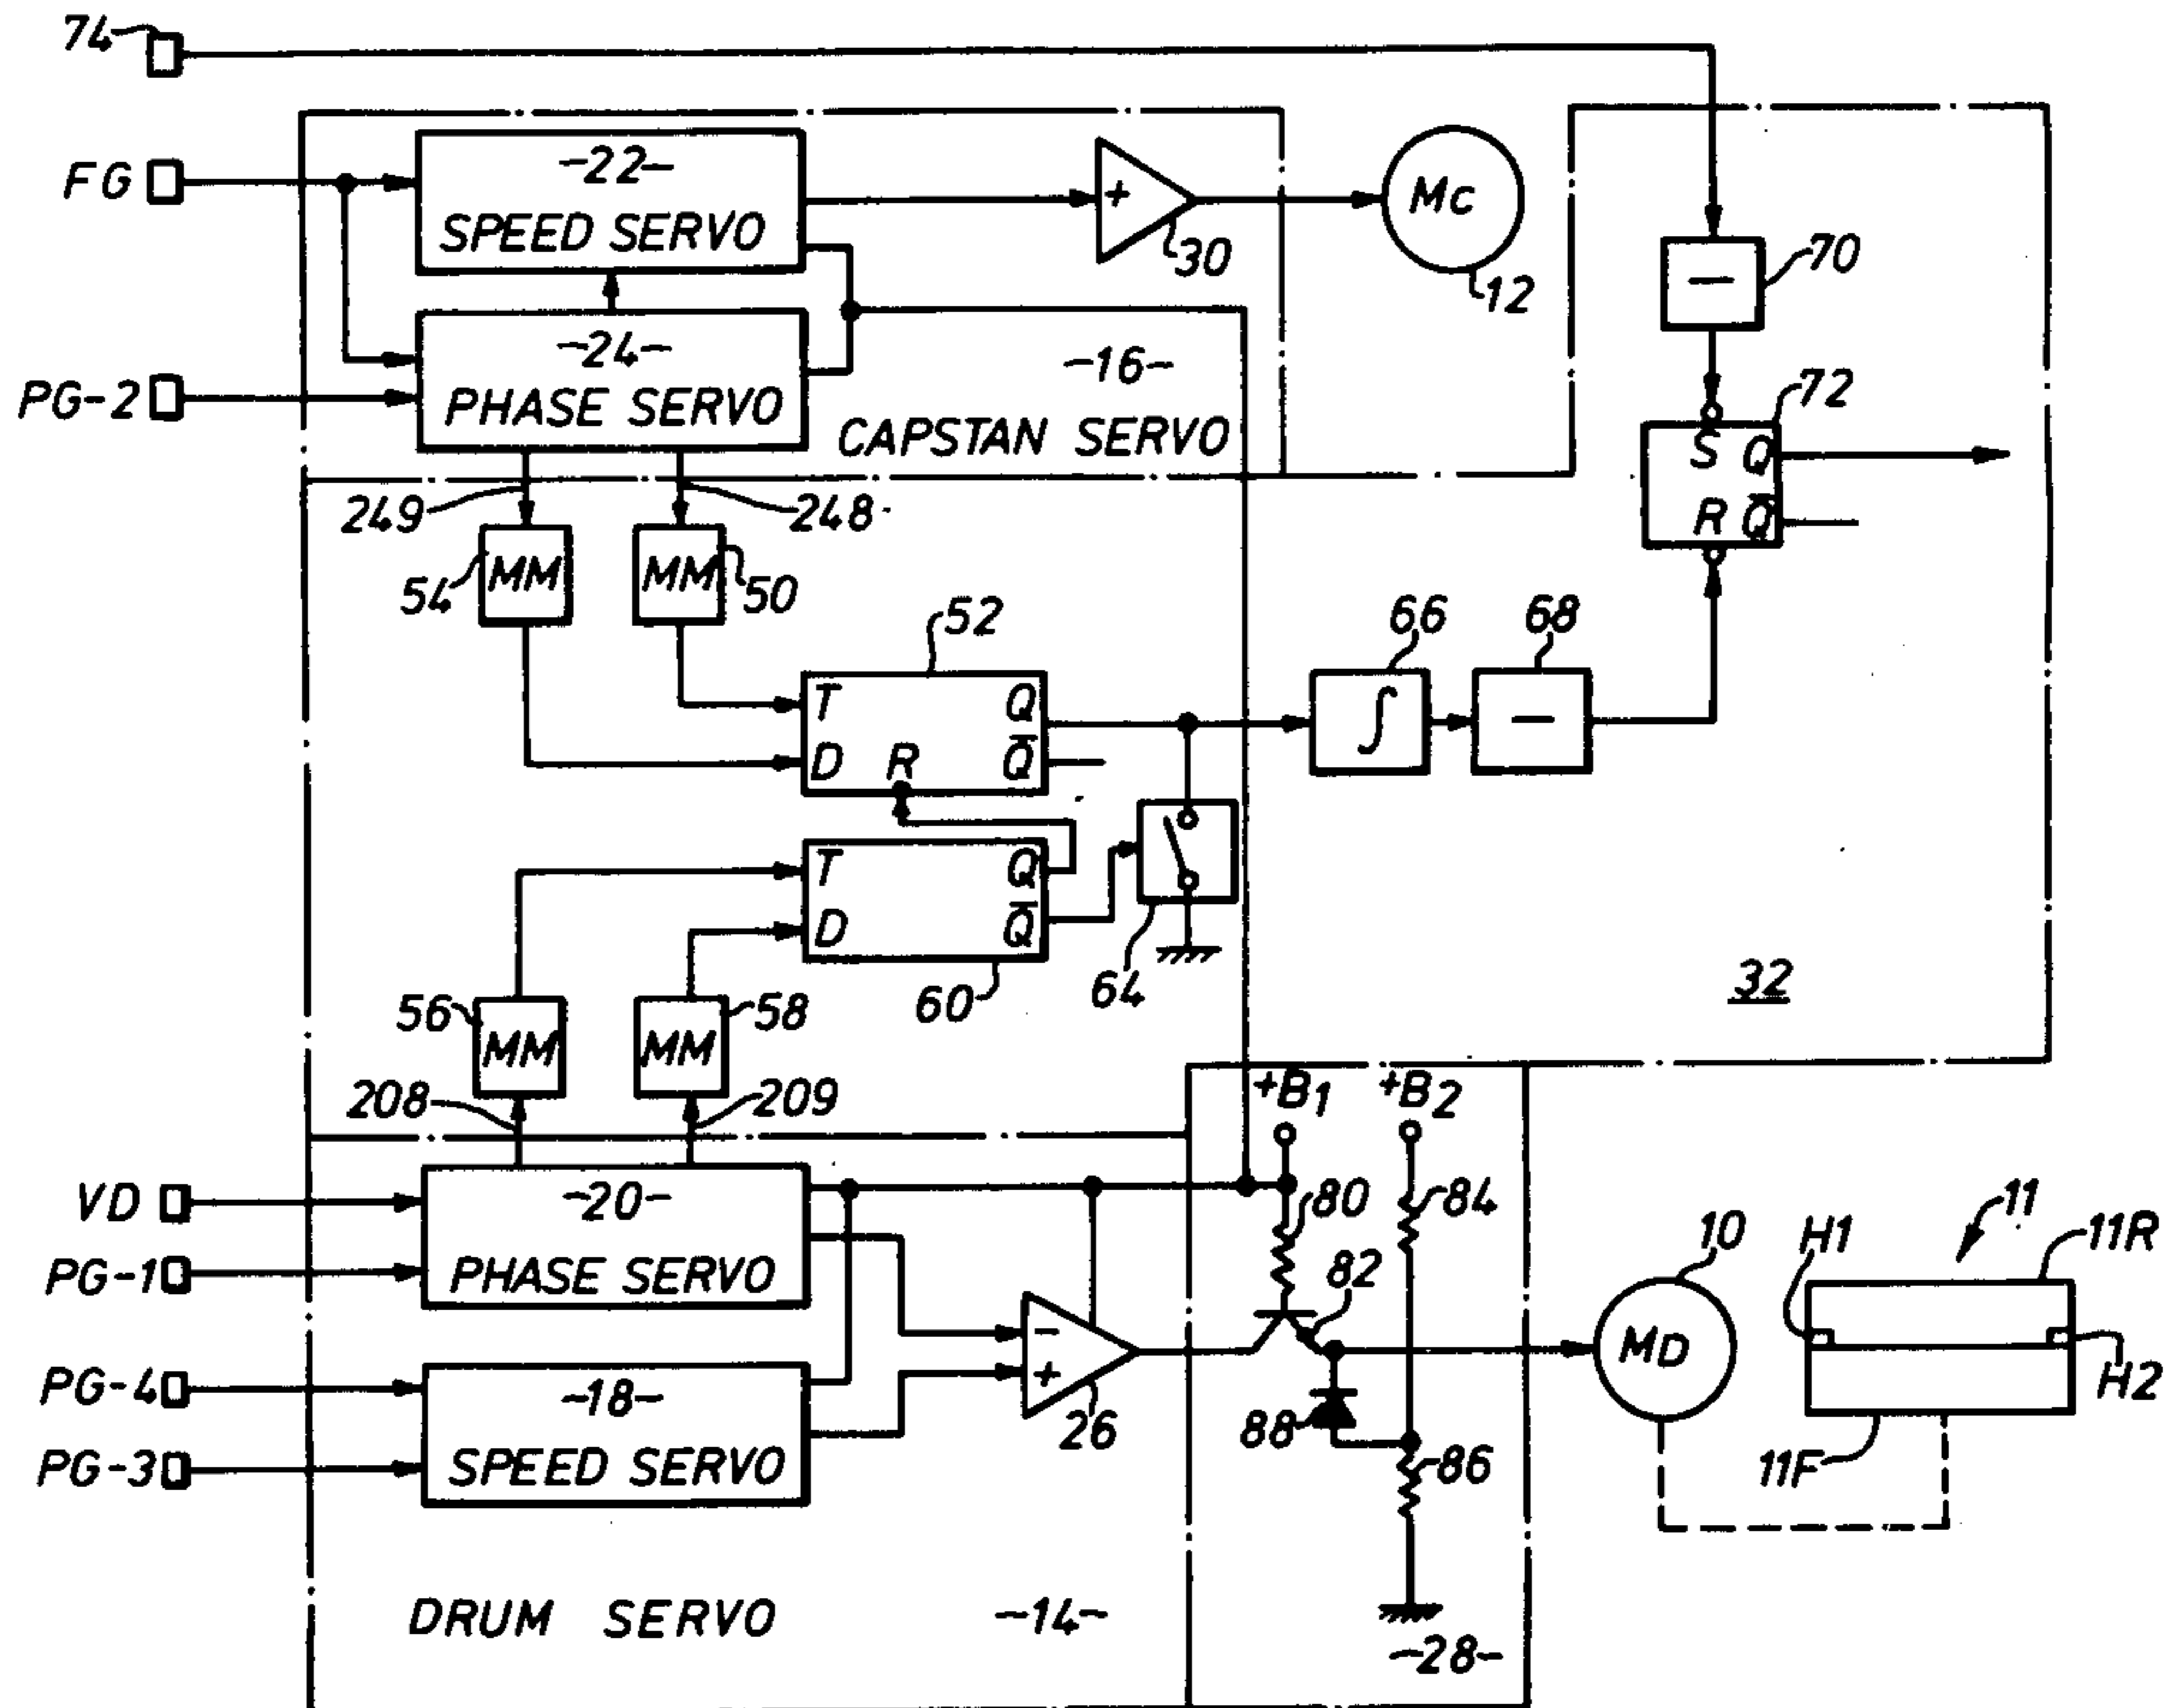 74
FG
-22-
SPEED SERVO
+
30
MC
12
—
70
PG-2
-24-
PHASE SERVO
-16-
CAPSTAN SERVO
72
S Q
R Q̅
249
248
54
MM
MM
50
52
T Q
D R Q̅
66
∫
68
—
T Q
D Q̅
60
64
32
56
MM
MM
58
208
209
+B1
+B2
VD
PG-1
-20-
PHASE SERVO
80
84
82
10
MD
11
H1
11R
H2
11F
PG-4
PG-3
-18-
SPEED SERVO
-
+
26
88
86
DRUM SERVO
-14-
-28-